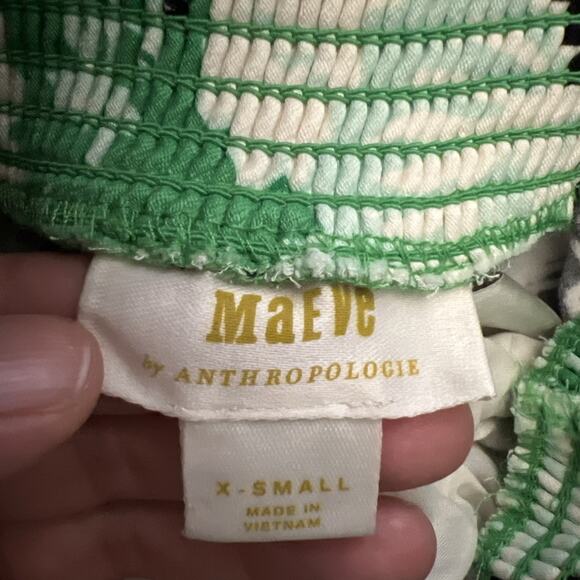 MaEVe
by ANTHROPOLOGIE
X-SMALL
MADE IN
VIETNAM